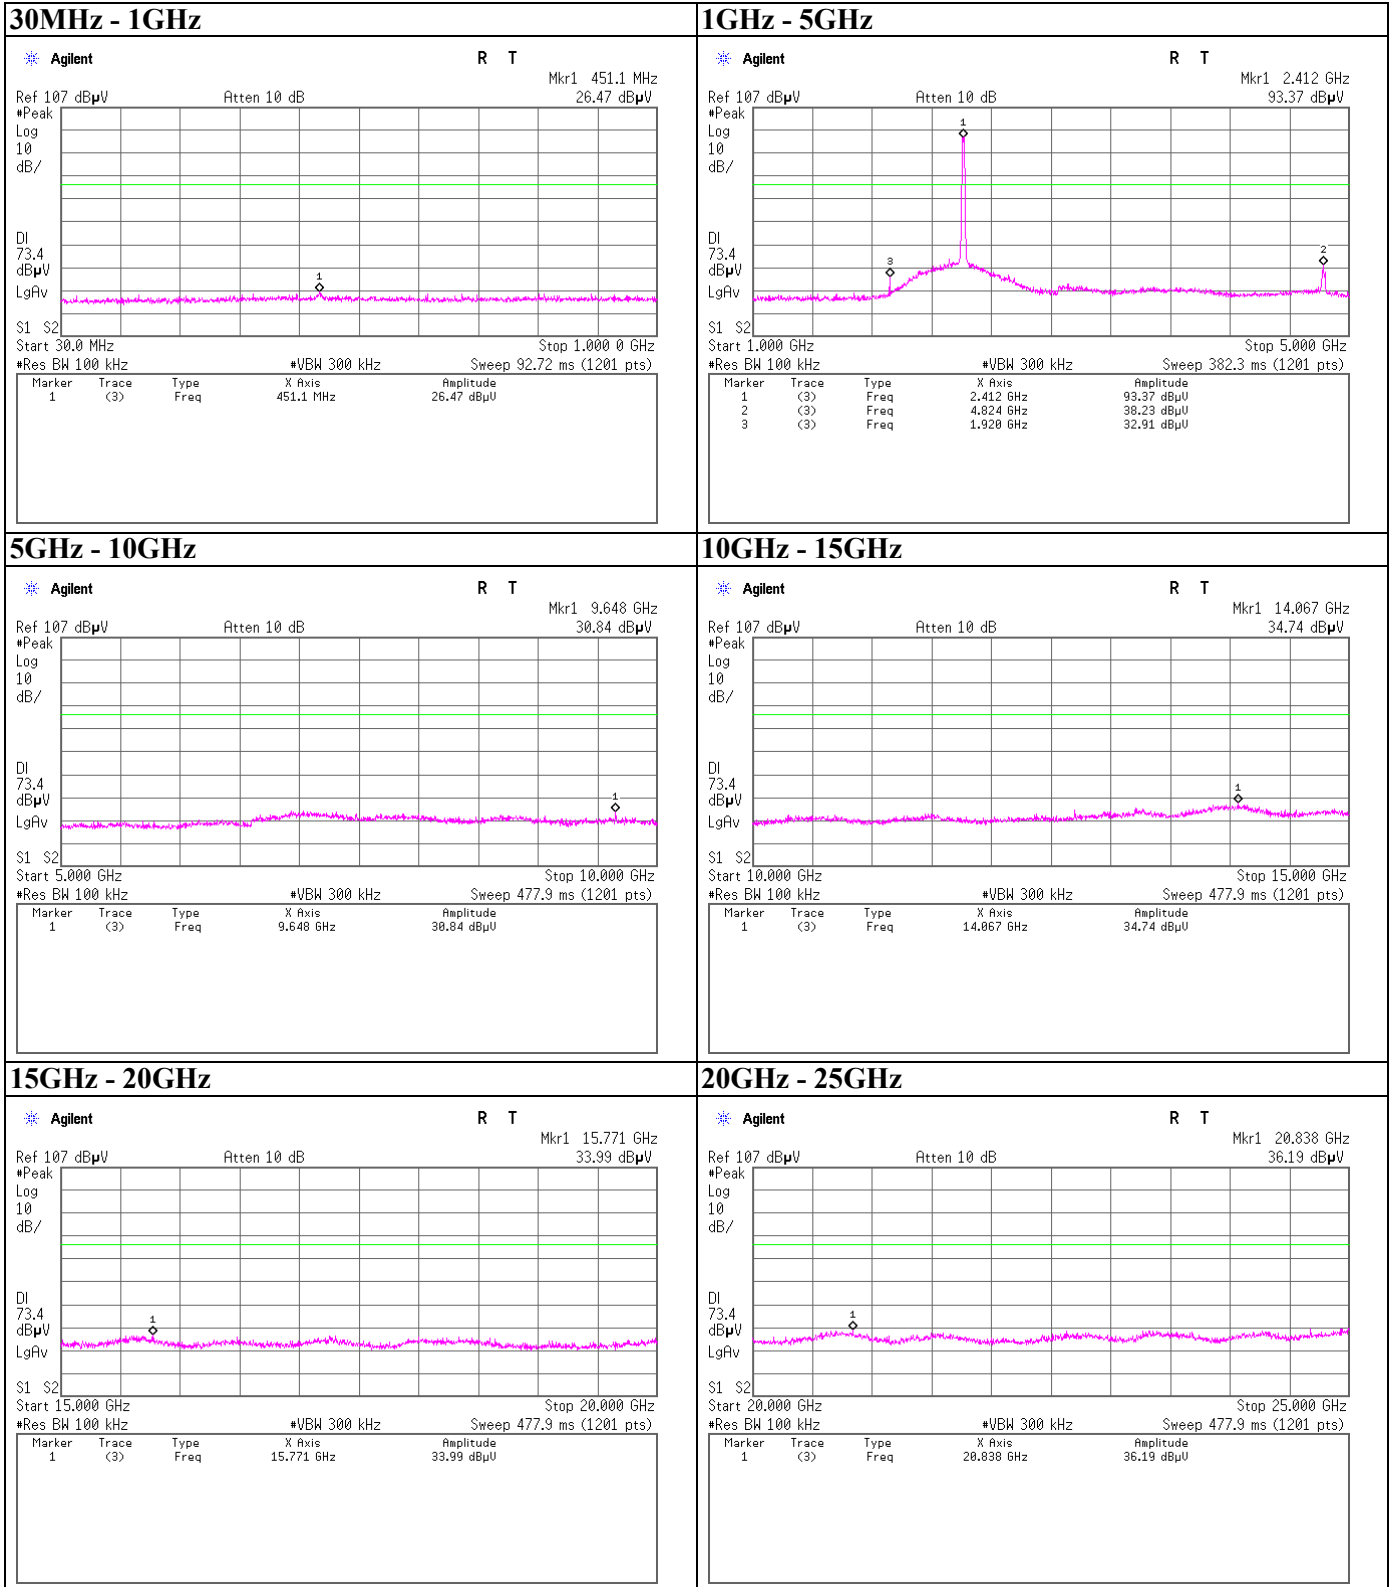 30MHz - 1GHz
Agilent
R T
Mkr1 451.1 MHz
Ref 107 dBµV Atten 10 dB 26.47 dBµV
#Peak
Log
10
dB/
1
DI
73.4
dBµV
LgAv
S1 S2
Start 30.0 MHz Stop 1.000 0 GHz
#Res BW 100 kHz #VBW 300 kHz Sweep 92.72 ms (1201 pts)
Marker Trace Type X Axis Amplitude
1 (3) Freq 451.1 MHz 26.47 dBµV
1GHz - 5GHz
Agilent
R T
Mkr1 2.412 GHz
Ref 107 dBµV Atten 10 dB 93.37 dBµV
#Peak
Log
10
dB/
1
DI
73.4
dBµV
LgAv
3
2
S1 S2
Start 1.000 GHz Stop 5.000 GHz
#Res BW 100 kHz #VBW 300 kHz Sweep 382.3 ms (1201 pts)
Marker Trace Type X Axis Amplitude
1 (3) Freq 2.412 GHz 93.37 dBµV
2 (3) Freq 4.824 GHz 38.23 dBµV
3 (3) Freq 1.920 GHz 32.91 dBµV
5GHz - 10GHz
Agilent
R T
Mkr1 9.648 GHz
Ref 107 dBµV Atten 10 dB 30.84 dBµV
#Peak
Log
10
dB/
DI
73.4
dBµV
1
LgAv
S1 S2
Start 5.000 GHz Stop 10.000 GHz
#Res BW 100 kHz #VBW 300 kHz Sweep 477.9 ms (1201 pts)
Marker Trace Type X Axis Amplitude
1 (3) Freq 9.648 GHz 30.84 dBµV
10GHz - 15GHz
Agilent
R T
Mkr1 14.067 GHz
Ref 107 dBµV Atten 10 dB 34.74 dBµV
#Peak
Log
10
dB/
DI
73.4
1
dBµV
LgAv
S1 S2
Start 10.000 GHz Stop 15.000 GHz
#Res BW 100 kHz #VBW 300 kHz Sweep 477.9 ms (1201 pts)
Marker Trace Type X Axis Amplitude
1 (3) Freq 14.067 GHz 34.74 dBµV
15GHz - 20GHz
Agilent
R T
Mkr1 15.771 GHz
Ref 107 dBµV Atten 10 dB 33.99 dBµV
#Peak
Log
10
dB/
DI
73.4
1
dBµV
LgAv
S1 S2
Start 15.000 GHz Stop 20.000 GHz
#Res BW 100 kHz #VBW 300 kHz Sweep 477.9 ms (1201 pts)
Marker Trace Type X Axis Amplitude
1 (3) Freq 15.771 GHz 33.99 dBµV
20GHz - 25GHz
Agilent
R T
Mkr1 20.838 GHz
Ref 107 dBµV Atten 10 dB 36.19 dBµV
#Peak
Log
10
dB/
DI
73.4
1
dBµV
LgAv
S1 S2
Start 20.000 GHz Stop 25.000 GHz
#Res BW 100 kHz #VBW 300 kHz Sweep 477.9 ms (1201 pts)
Marker Trace Type X Axis Amplitude
1 (3) Freq 20.838 GHz 36.19 dBµV